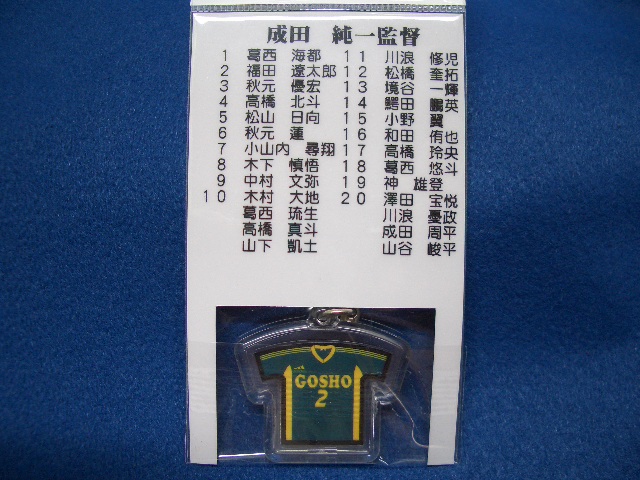 成田 純一監督
1 葛西 海都
2 福田 遼太郎
3 秋元 優宏
4 高橋 北斗
5 松山 日向
6 秋元 蓮
7 小山内 尋翔
8 木下 慎悟
9 中村 文弥
10 木村 大地
葛西 琉生
高橋 真斗
山下 凱土
11 川浪 修児
12 松橋 奎拓
13 境谷 一輝
14 鰐田 英
15 小野 翼
16 和田 侑也
17 高橋 玲央
18 葛西 悠斗
19 神 雄登
20 澤田 宝悦
川浪 憂政
成田 周平
山谷 峻平
GOSHO
2